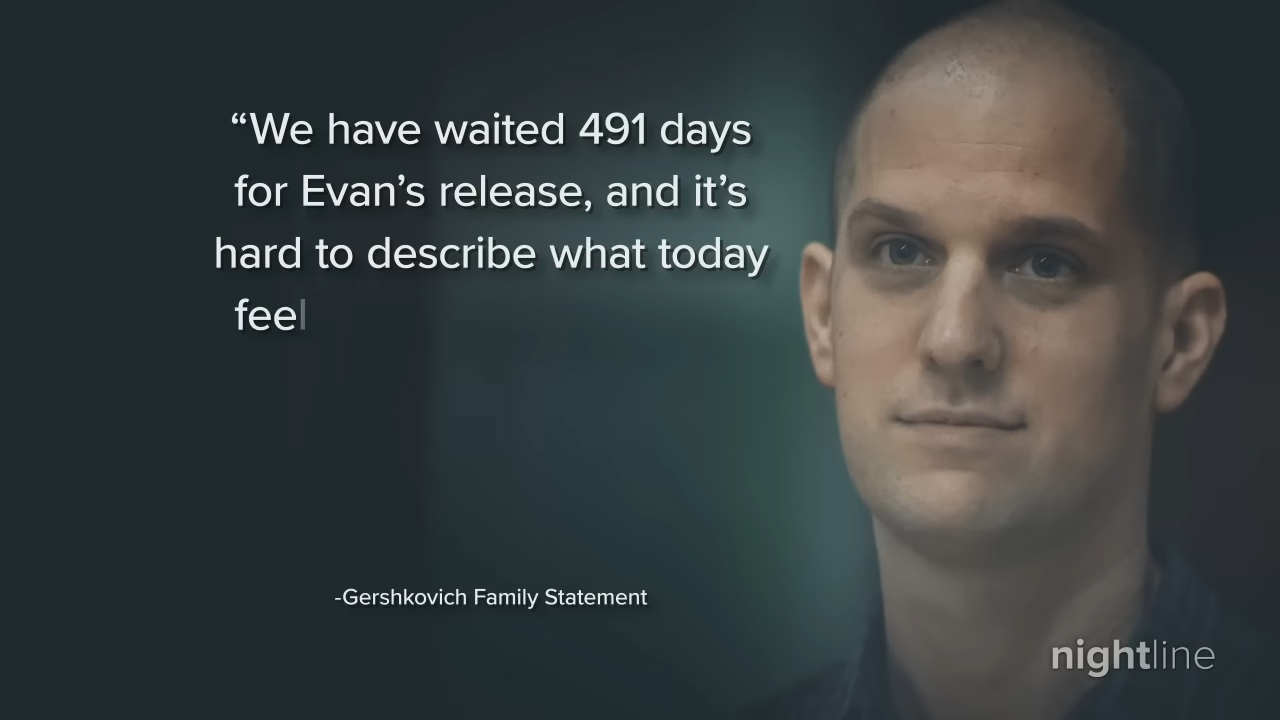 “We have waited 491 days
for Evan’s release, and it’s
hard to describe what today
feel
-Gershkovich Family Statement
nightline